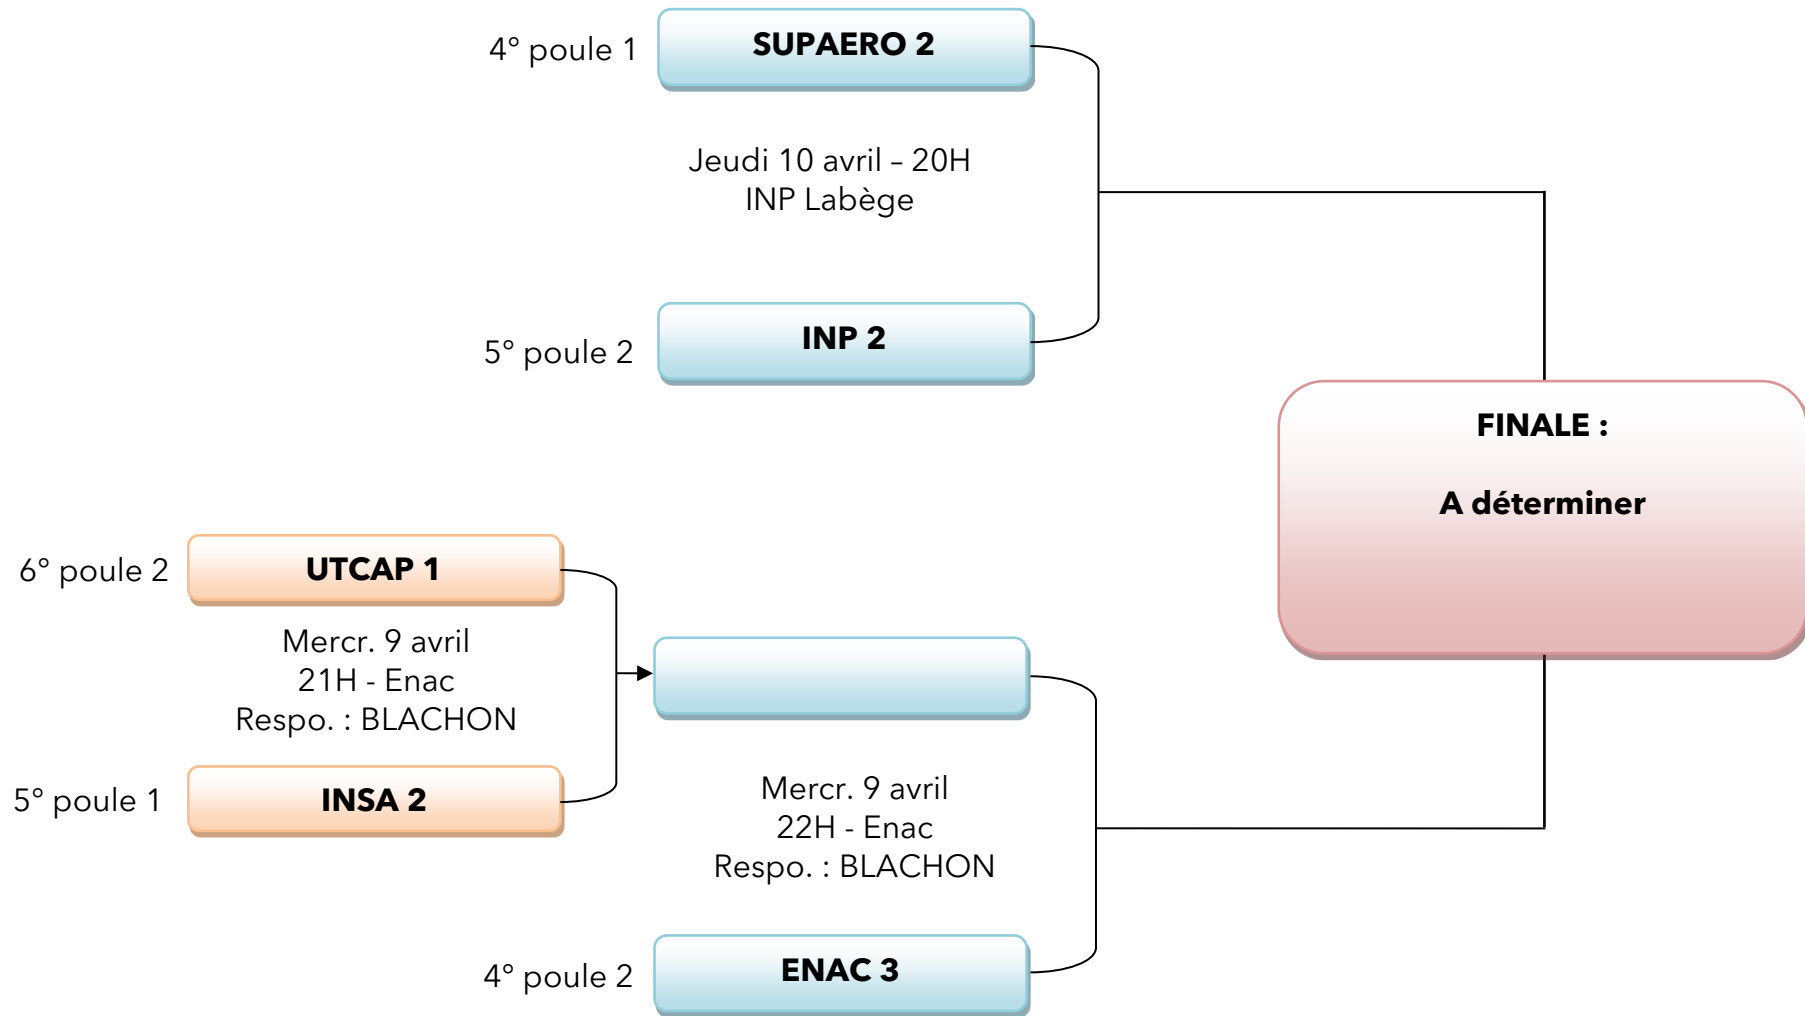 4° poule 1
SUPAERO 2
Jeudi 10 avril – 20H
INP Labège
5° poule 2
INP 2
FINALE :
A déterminer
6° poule 2
UTCAP 1
Mercr. 9 avril
21H - Enac
Respo. : BLACHON
5° poule 1
INSA 2
Mercr. 9 avril
22H - Enac
Respo. : BLACHON
4° poule 2
ENAC 3